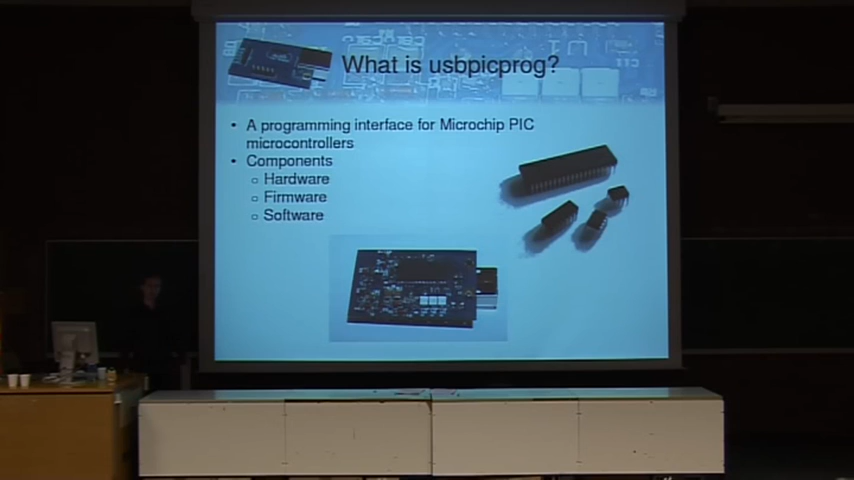 What is usbpicprog?
• A programming interface for Microchip PIC
microcontrollers
• Components
○ Hardware
○ Firmware
○ Software